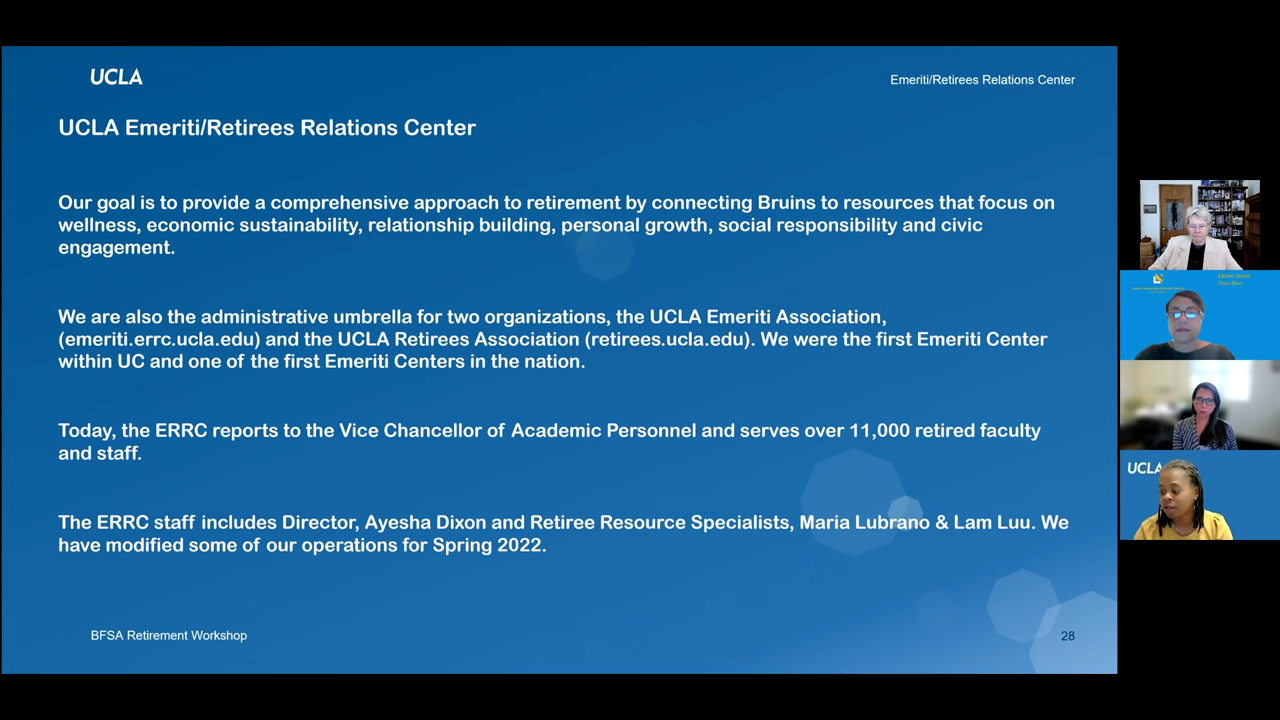 UCLA
Emeriti/Retirees Relations Center
UCLA Emeriti/Retirees Relations Center
Our goal is to provide a comprehensive approach to retirement by connecting Bruins to resources that focus on
wellness, economic sustainability, relationship building, personal growth, social responsibility and civic
engagement.
We are also the administrative umbrella for two organizations, the UCLA Emeriti Association,
(emeriti.errc.ucla.edu) and the UCLA Retirees Association (retirees.ucla.edu). We were the first Emeriti Center
within UC and one of the first Emeriti Centers in the nation.
Today, the ERRC reports to the Vice Chancellor of Academic Personnel and serves over 11,000 retired faculty
and staff.
The ERRC staff includes Director, Ayesha Dixon and Retiree Resource Specialists, Maria Lubrano & Lam Luu. We
have modified some of our operations for Spring 2022.
BFSA Retirement Workshop
28
EBONI SHAW
Chair-Elect
UCLA